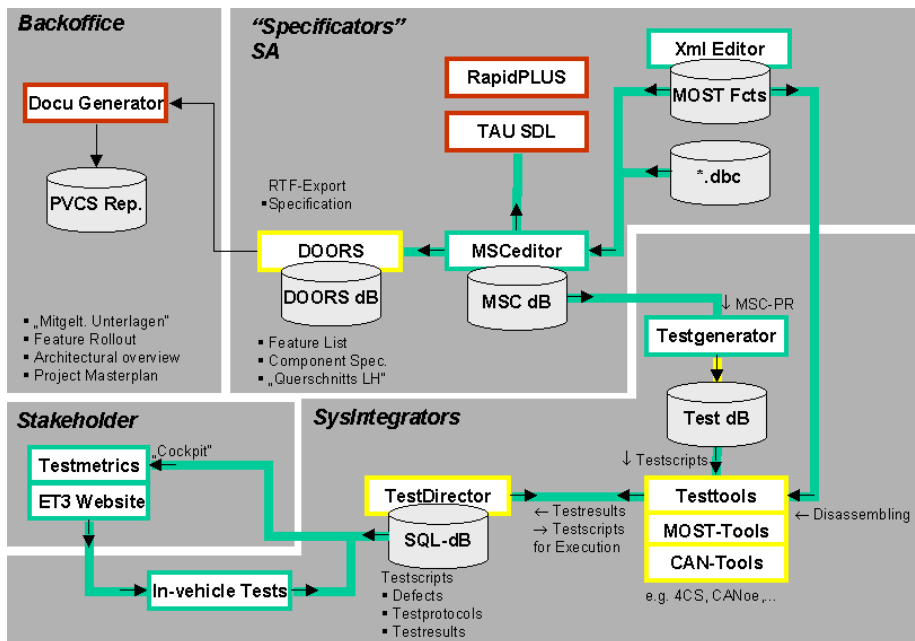 Backoffice
Docu Generator
PVCS Rep.
▪ „Mitgelt. Unterlagen"
▪ Feature Rollout
▪ Architectural overview
▪ Project Masterplan
“Specificators”
SA
RapidPLUS
TAU SDL
Xml Editor
MOST Fcts
*.dbc
RTF-Export
▪Specification
DOORS
DOORS dB
MSCeditor
MSC dB
▪ Feature List
▪ Component Spec.
▪ „Querschnitts LH"
↓ MSC-PR
Testgenerator
Test dB
↓ Testscripts
Stakeholder
Testmetrics
ET3 Website
„Cockpit"
In-vehicle Tests
SysIntegrators
TestDirector
SQL-dB
Testscripts
▪ Defects
▪ Testprotocols
▪ Testresults
← Testresults
→ Testscripts
for Execution
Testtools
MOST-Tools
CAN-Tools
← Disassembling
e.g. 4CS, CANoe,...